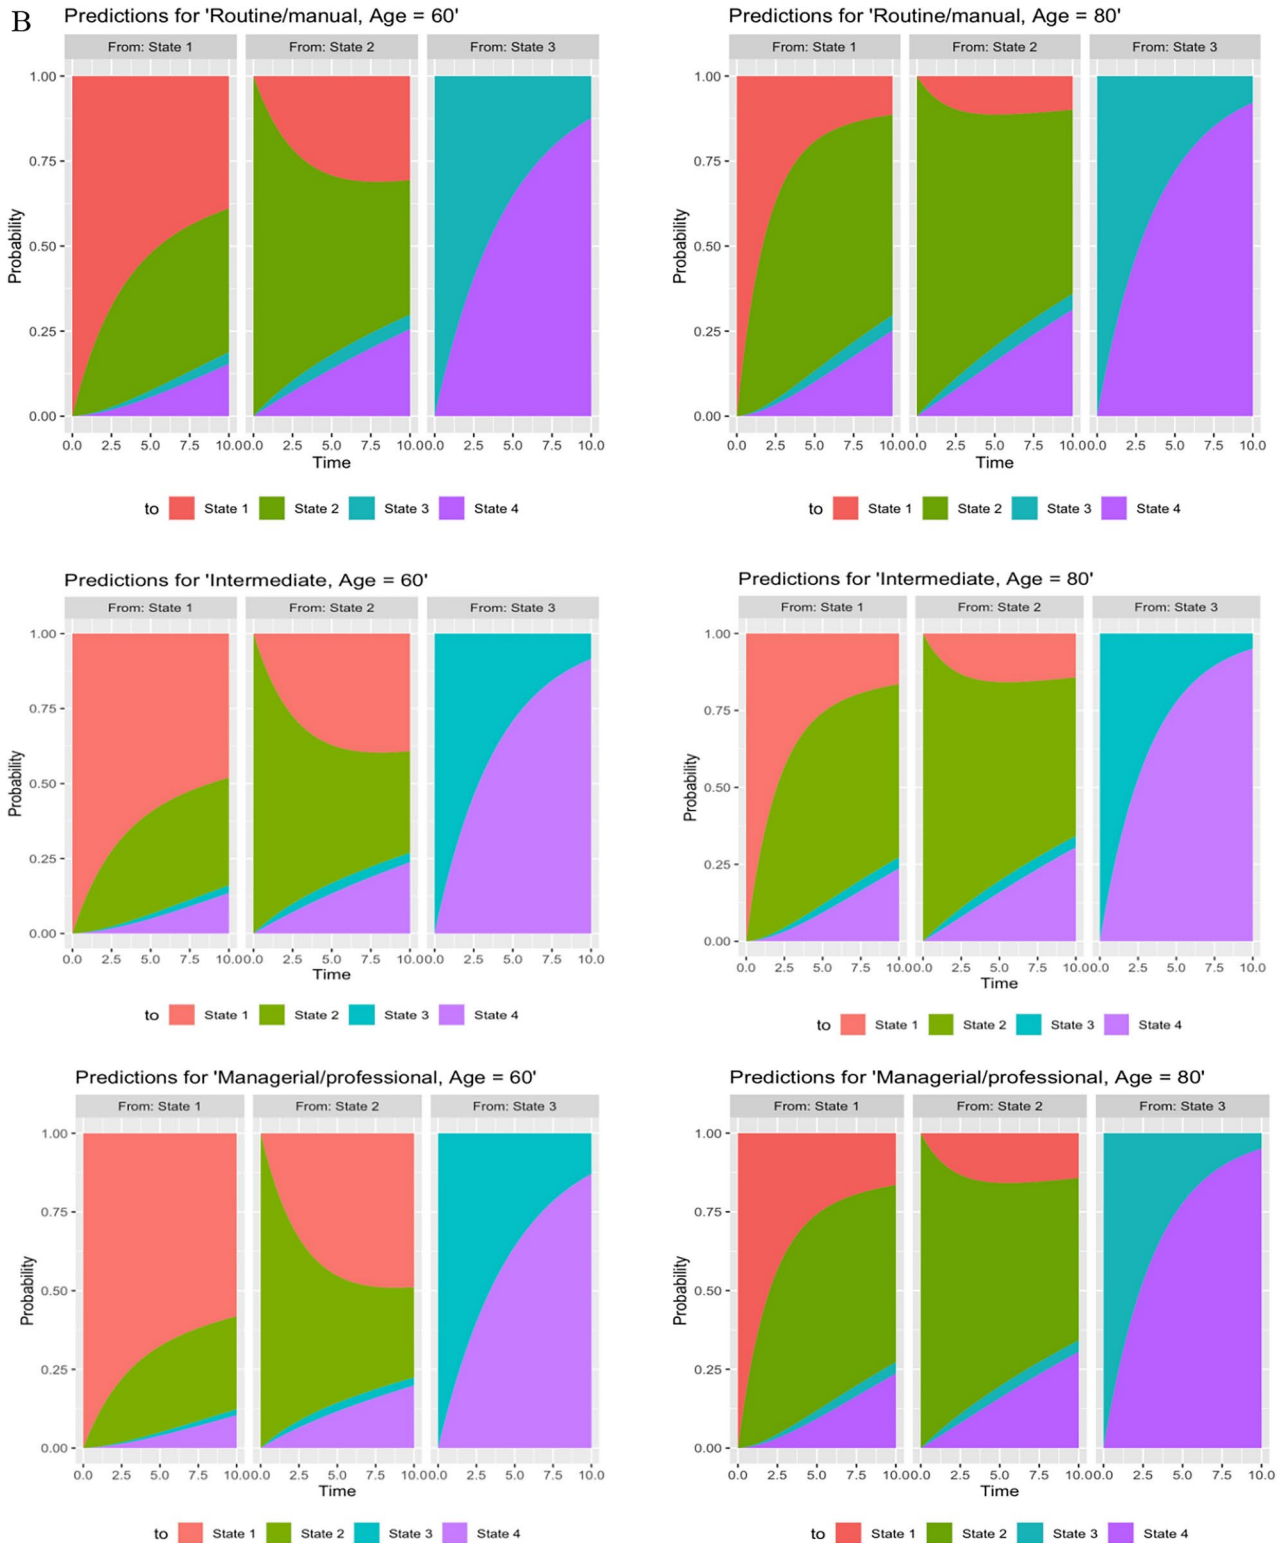 B
Predictions for 'Routine/manual, Age = 60'
From: State 1 From: State 2 From: State 3
1.00
0.75
0.50
0.25
0.00
Probability
0.0 2.5 5.0 7.5 10.0 0.0 2.5 5.0 7.5 10.0 0.0 2.5 5.0 7.5 10.0
Time
to State 1 State 2 State 3 State 4
Predictions for 'Routine/manual, Age = 80'
From: State 1 From: State 2 From: State 3
1.00
0.75
0.50
0.25
0.00
Probability
0.0 2.5 5.0 7.5 10.0 0.0 2.5 5.0 7.5 10.0 0.0 2.5 5.0 7.5 10.0
Time
to State 1 State 2 State 3 State 4
Predictions for 'Intermediate, Age = 60'
From: State 1 From: State 2 From: State 3
1.00
0.75
0.50
0.25
0.00
Probability
0.0 2.5 5.0 7.5 10.0 0.0 2.5 5.0 7.5 10.0 0.0 2.5 5.0 7.5 10.0
Time
to State 1 State 2 State 3 State 4
Predictions for 'Intermediate, Age = 80'
From: State 1 From: State 2 From: State 3
1.00
0.75
0.50
0.25
0.00
Probability
0.0 2.5 5.0 7.5 10.0 0.0 2.5 5.0 7.5 10.0 0.0 2.5 5.0 7.5 10.0
Time
to State 1 State 2 State 3 State 4
Predictions for 'Managerial/professional, Age = 60'
From: State 1 From: State 2 From: State 3
1.00
0.75
0.50
0.25
0.00
Probability
0.0 2.5 5.0 7.5 10.0 0.0 2.5 5.0 7.5 10.0 0.0 2.5 5.0 7.5 10.0
Time
to State 1 State 2 State 3 State 4
Predictions for 'Managerial/professional, Age = 80'
From: State 1 From: State 2 From: State 3
1.00
0.75
0.50
0.25
0.00
Probability
0.0 2.5 5.0 7.5 10.0 0.0 2.5 5.0 7.5 10.0 0.0 2.5 5.0 7.5 10.0
Time
to State 1 State 2 State 3 State 4